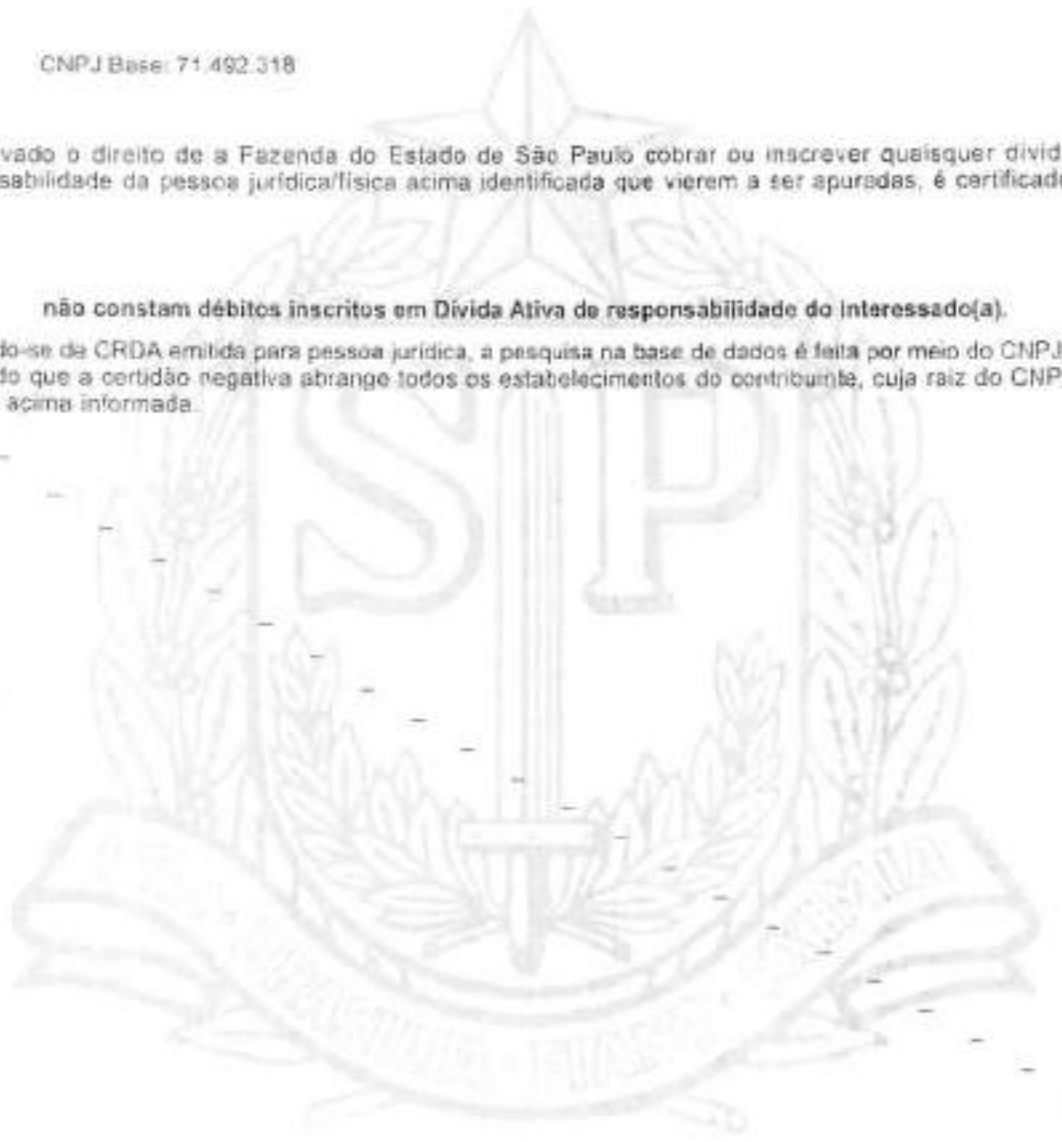 CNPJ Base: 71.492.318
vado o direito de a Fazenda do Estado de São Paulo cobrar ou inscrever quaisquer divid
sabilidade da pessoa jurídica/física acima identificada que vierem a ser apuradas, é certificado
não constam débitos inscritos em Dívida Ativa de responsabilidade do Interessado(a).
do-se de CRDA emitida para pessoa jurídica, a pesquisa na base de dados é feita por meio do CNPJ
do que a certidão negativa abrange todos os estabelecimentos do contribuinte, cuja raiz do CNP
acima informada.
SP